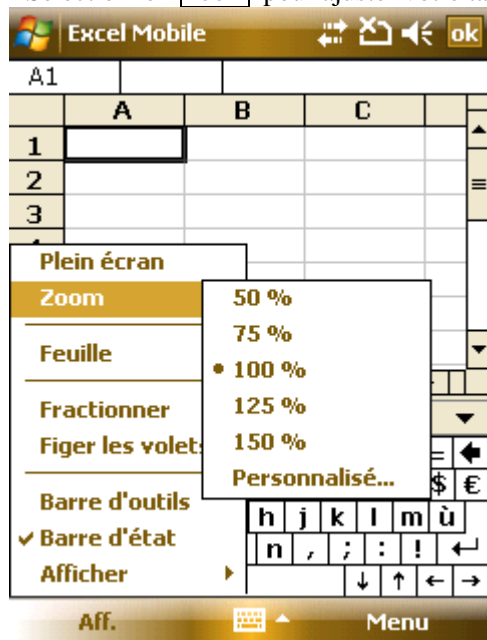 Excel Mobile ok
A1
A B C
1
2
3
Plein écran
Zoom
Feuille
Fractionner
Figer les volets
Barre d'outils
Barre d'état
Afficher
50 %
75 %
100 %
125 %
150 %
Personnalisé...
= 
$ €
h j k l m ù
n , ; : !
↓ ↑ ← →
Aff. Menu